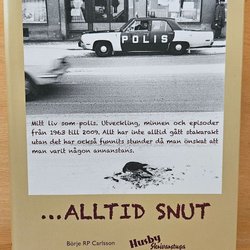 POLIS
Mitt liv som polis. Utveckling, minnen och episoder
från 1963 till 2009. Allt har inte alltid gått stakarakt
utan det har också funnits stunder då man önskat att
man varit någon annanstans.
...ALLTID SNUT
Börje RP Carlsson
Husby